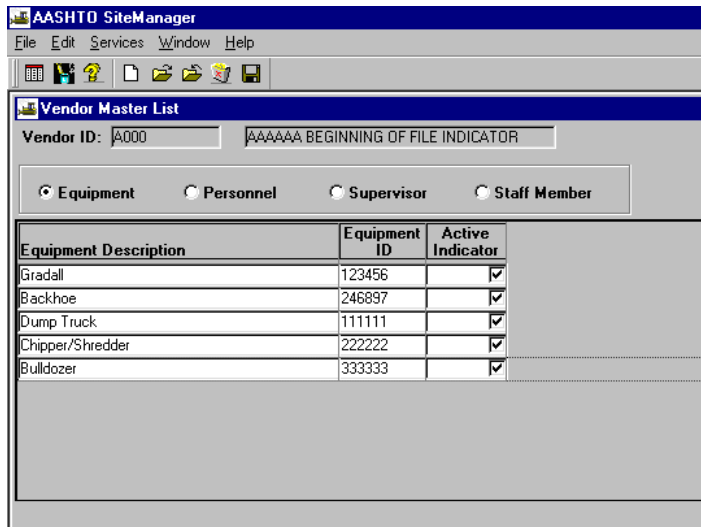 AASHTO SiteManager
File Edit Services Window Help
Vendor Master List
Vendor ID: A000 AAAAAA BEGINNING OF FILE INDICATOR
Equipment Personnel Supervisor Staff Member
Equipment Description Equipment ID Active Indicator
Gradall 123456
Backhoe 246897
Dump Truck 111111
Chipper/Shredder 222222
Bulldozer 333333